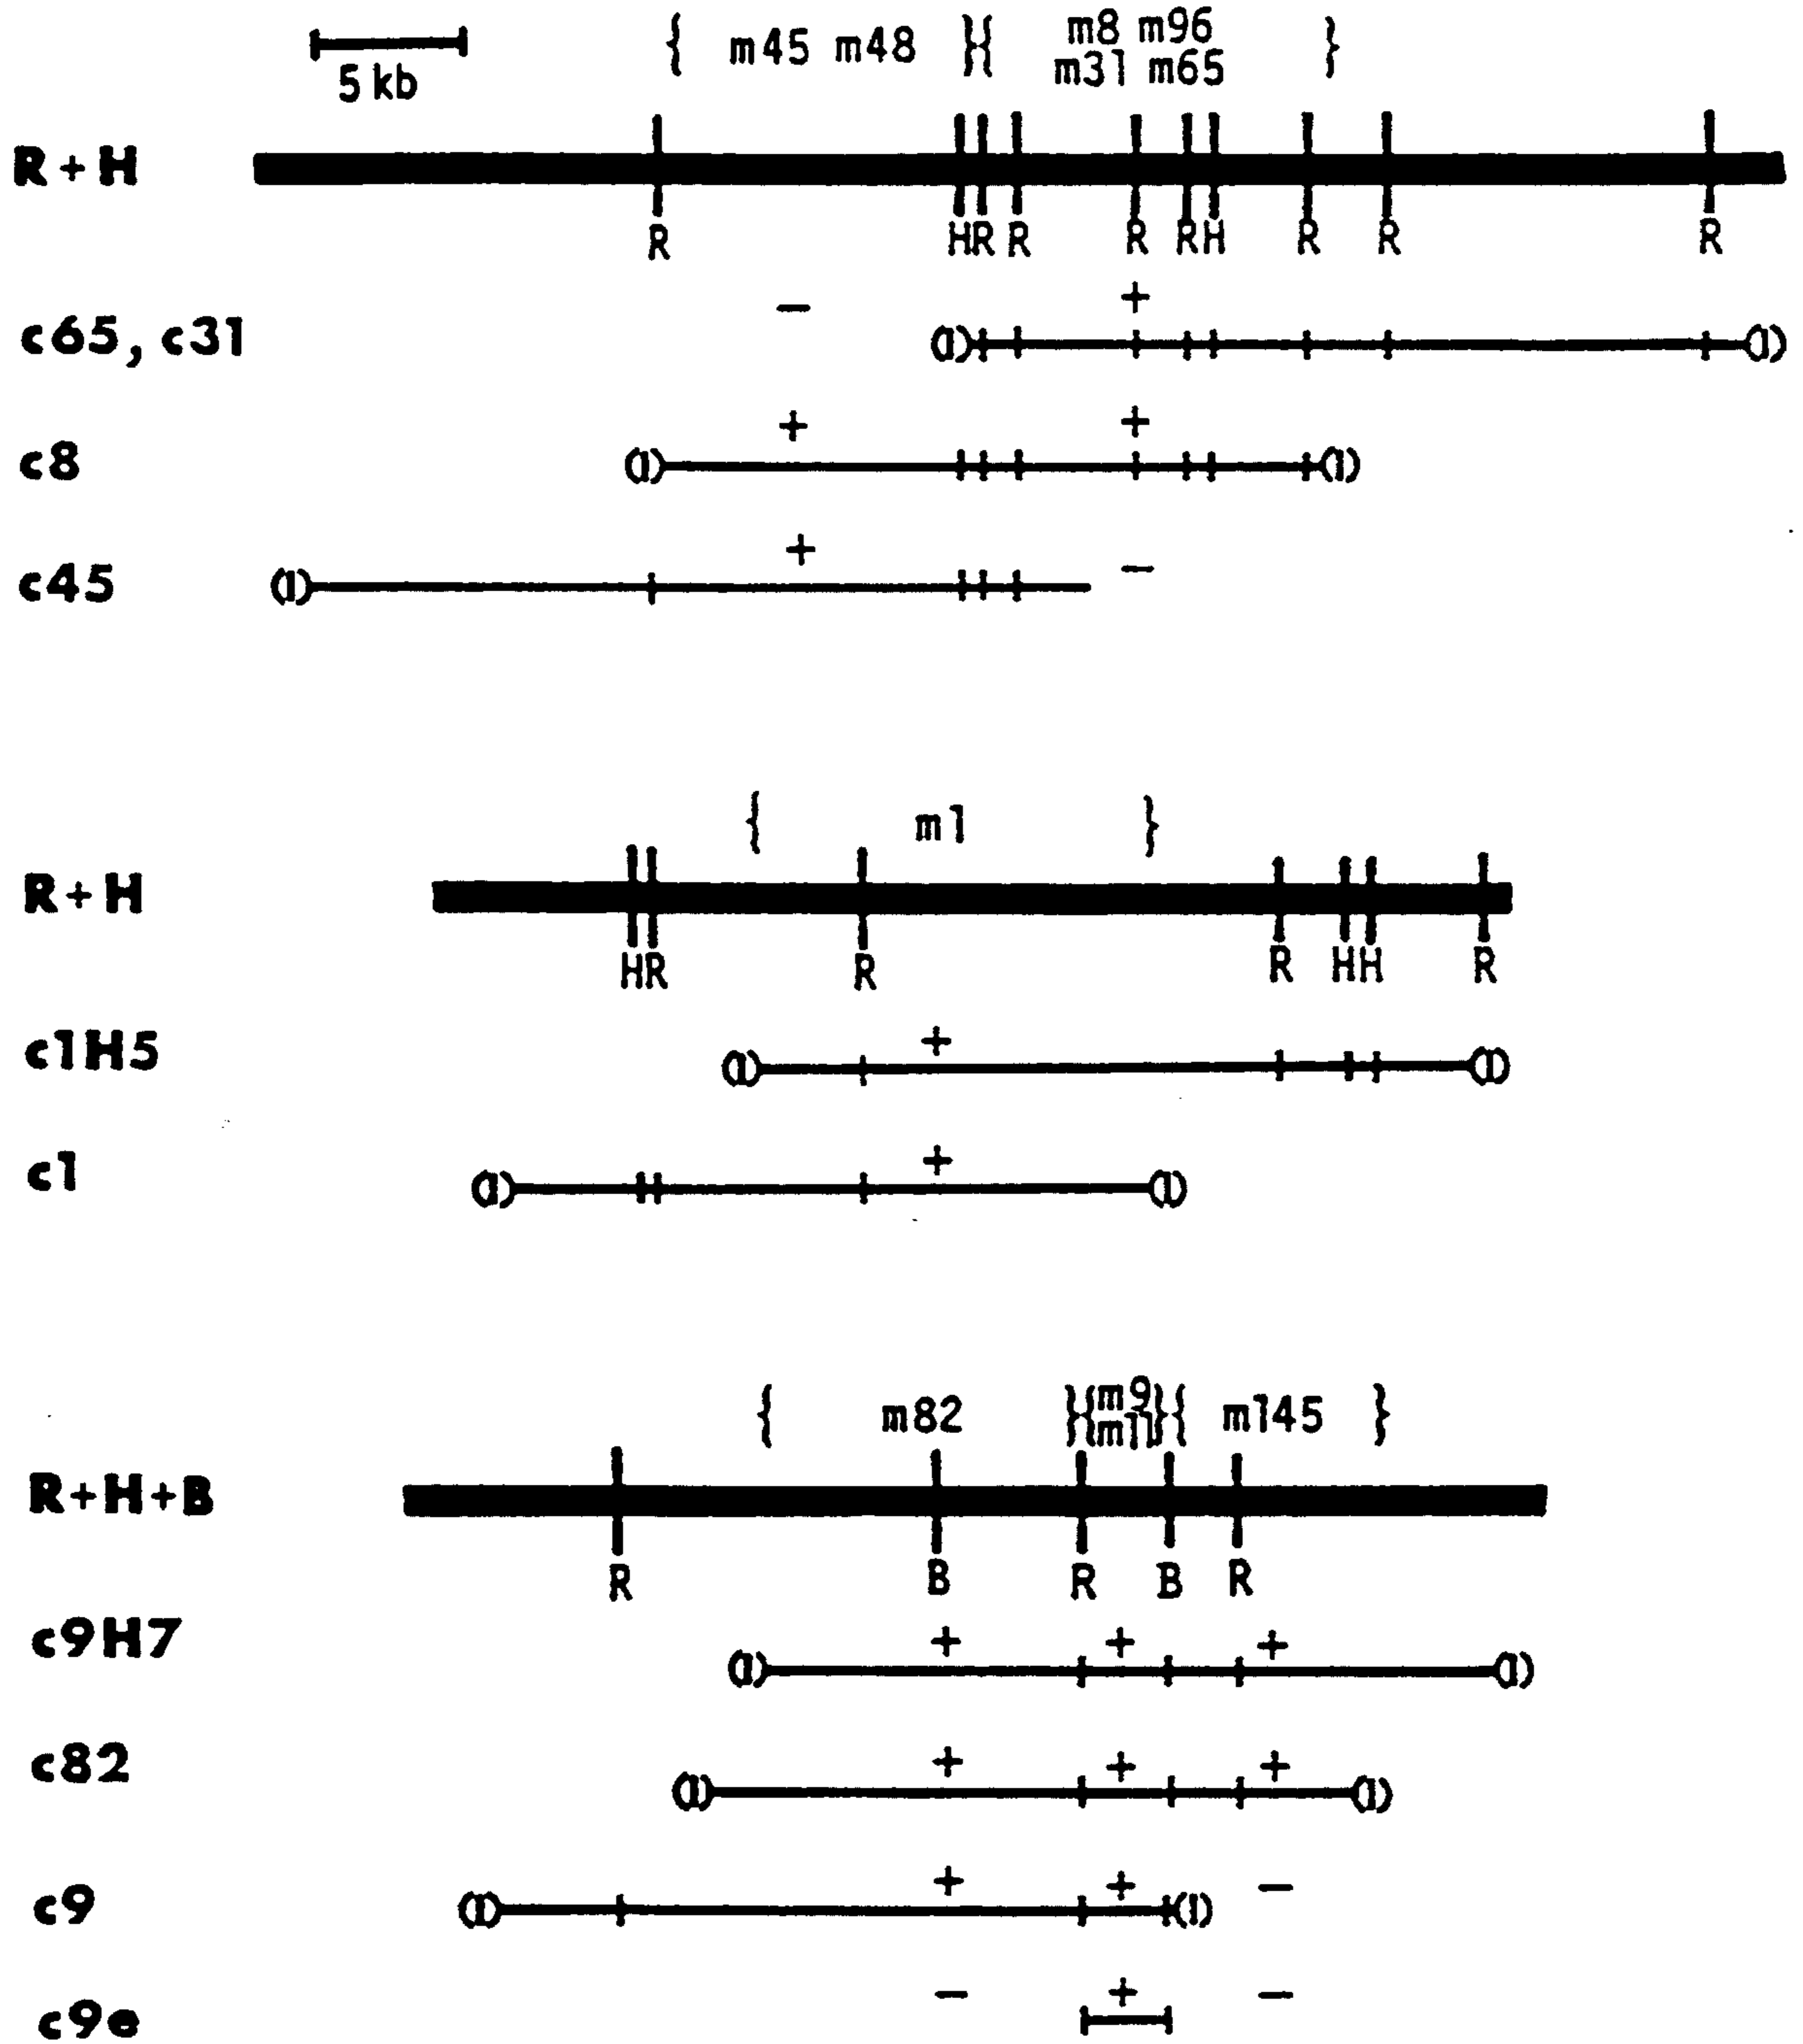 5 kb
{ m45 m48 }{ m8 m96 }
m31 m65
R+H
R HR R R RH R R R
c65, c31
- +
c8
+ +
c45
+ -
{ m1 }
R+H
HR R R HH R
c1H5
+
c1
+
{ m82 }{ m9 }{ m145 }
m11
R+H+B
R B R B R
c9H7
+ + +
c82
+ + +
c9
+ + -
c9e
- + -